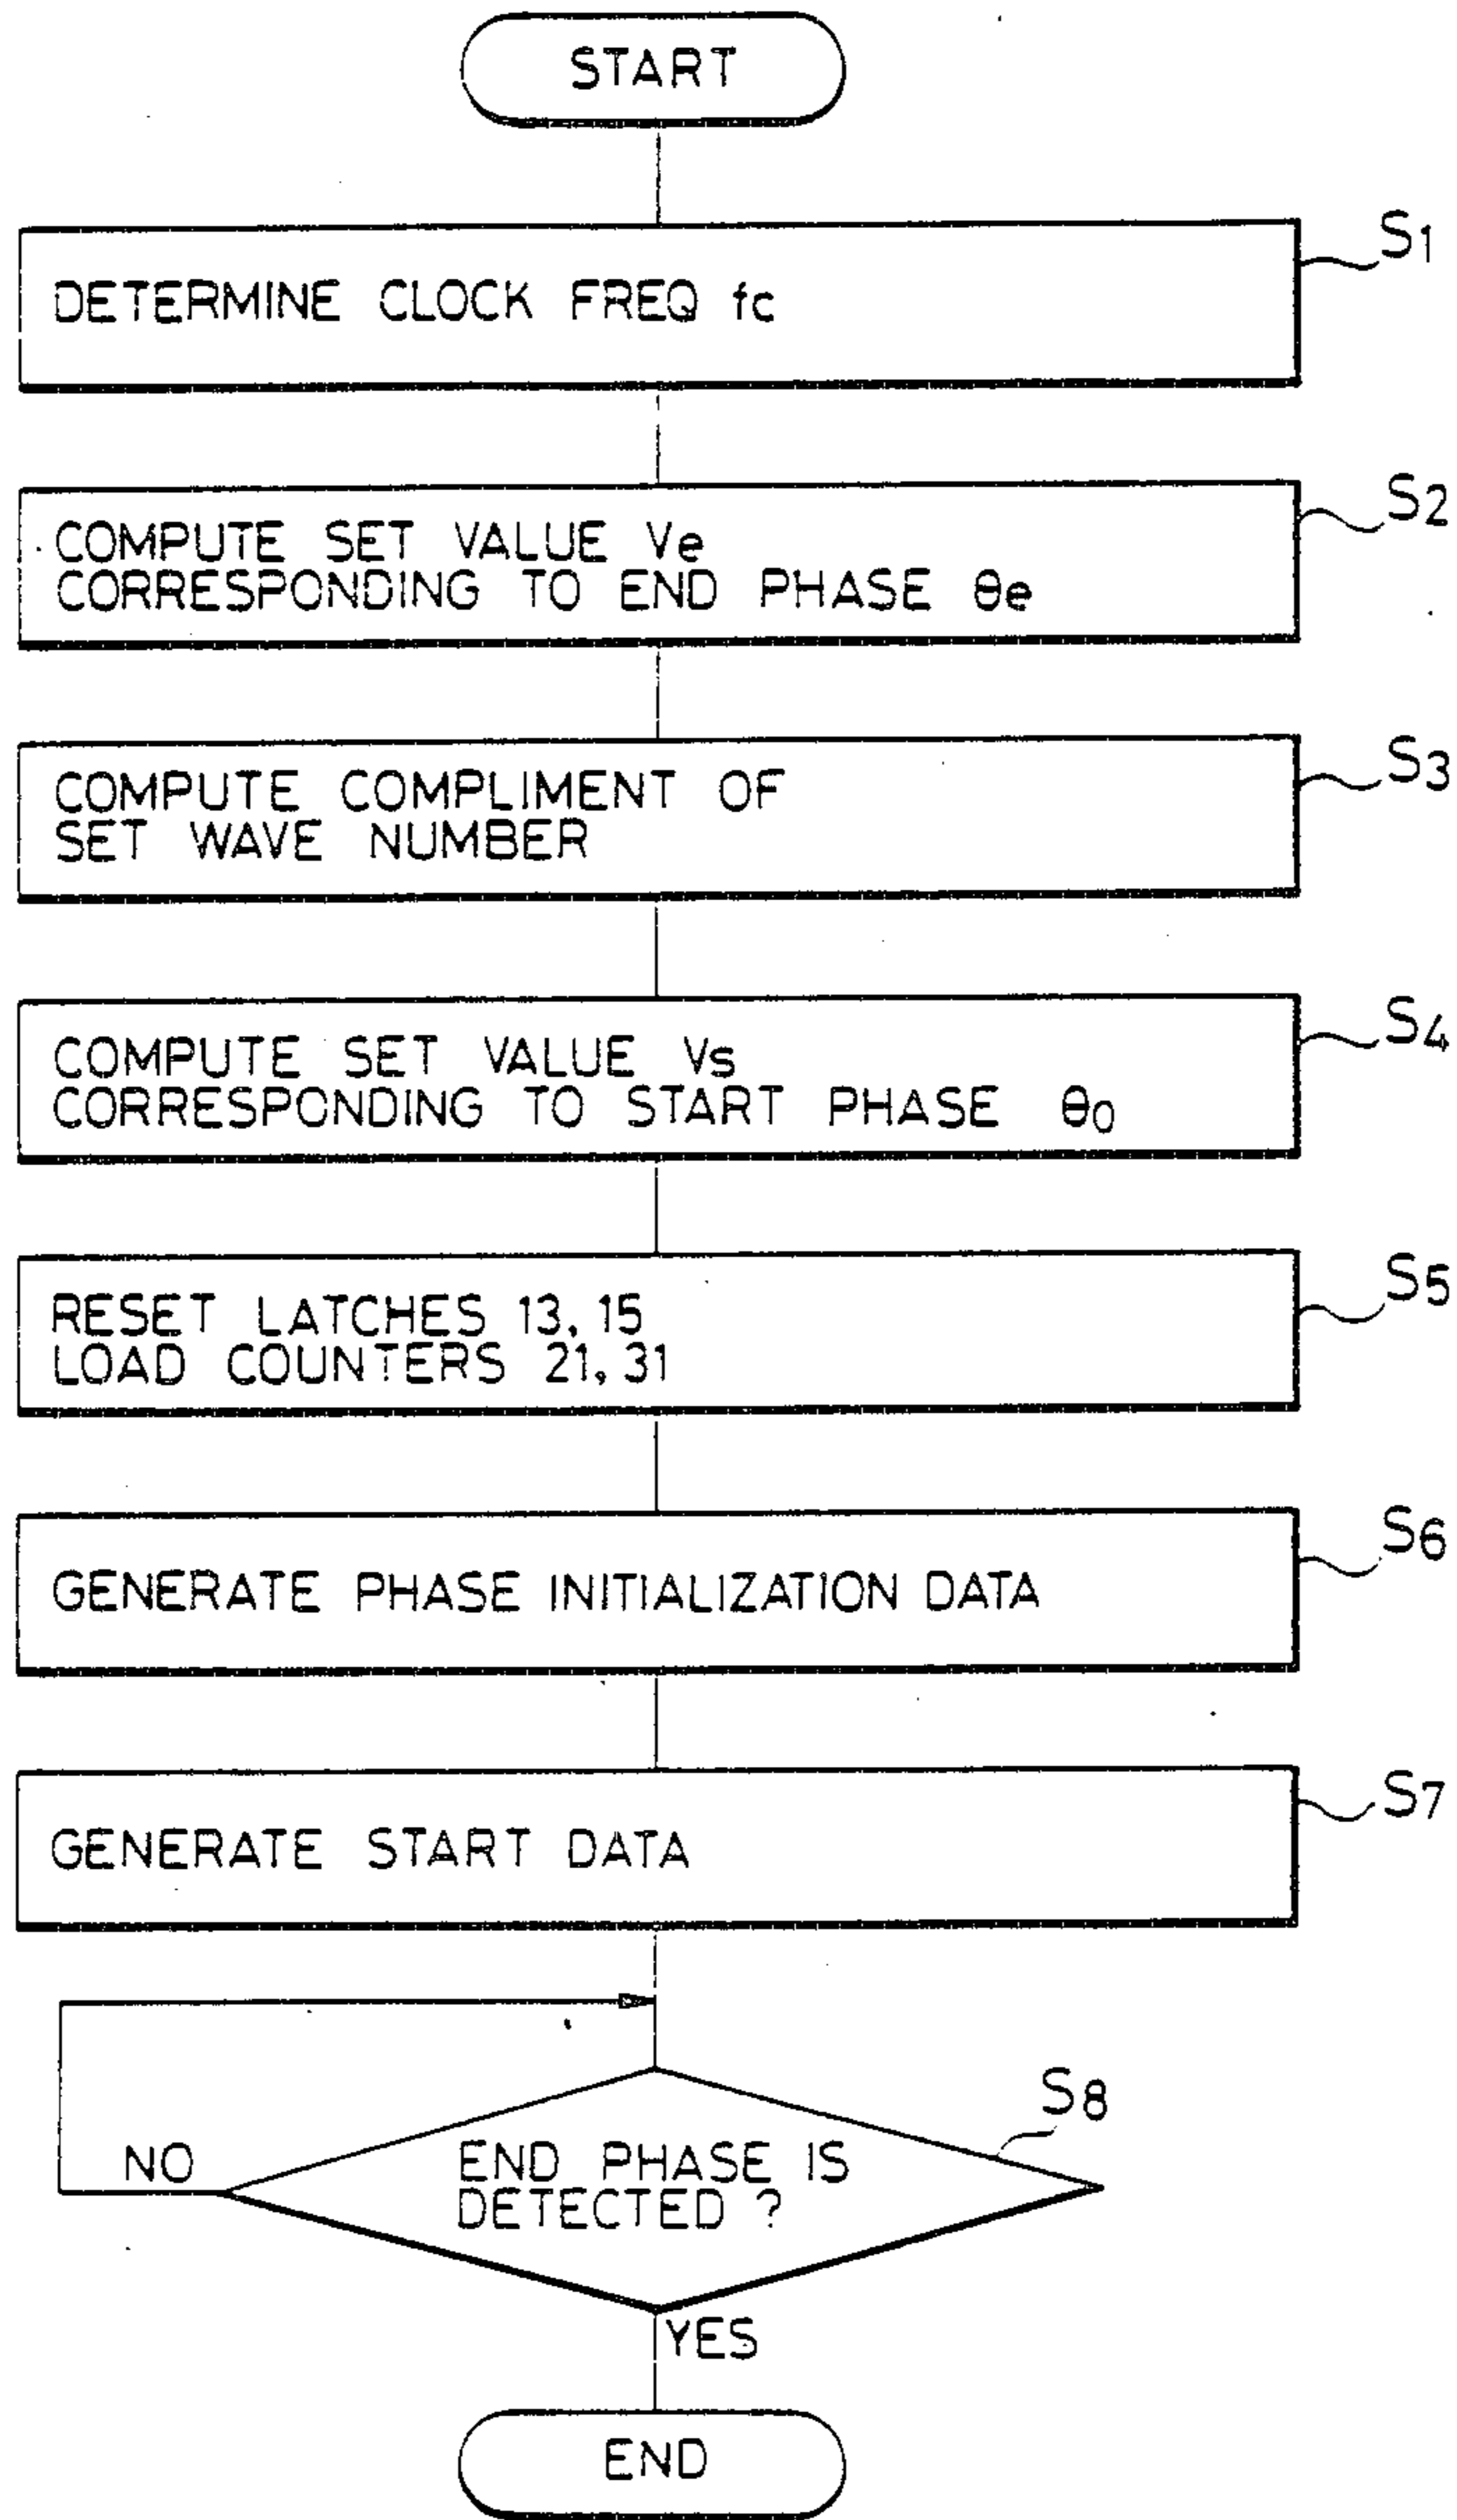 START
S1
DETERMINE CLOCK FREQ fc
S2
COMPUTE SET VALUE Ve
CORRESPONDING TO END PHASE θe
S3
COMPUTE COMPLIMENT OF
SET WAVE NUMBER
S4
COMPUTE SET VALUE Vs
CORRESPONDING TO START PHASE θ0
S5
RESET LATCHES 13, 15
LOAD COUNTERS 21, 31
S6
GENERATE PHASE INITIALIZATION DATA
S7
GENERATE START DATA
S8
NO
END PHASE IS
DETECTED ?
YES
END